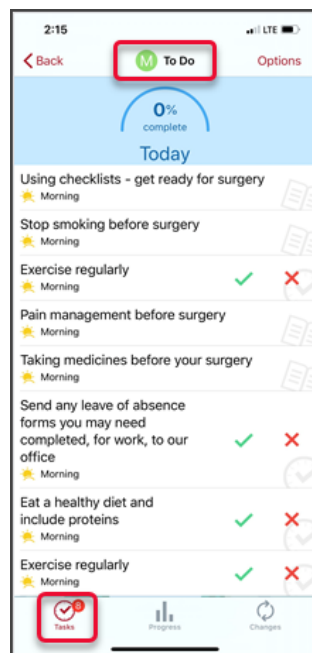 2:15
LTE
Back
M To Do
Options
0%
complete
Today
Using checklists - get ready for surgery
Morning
Stop smoking before surgery
Morning
Exercise regularly
Morning
Pain management before surgery
Morning
Taking medicines before your surgery
Morning
Send any leave of absence
forms you may need
completed, for work, to our
office
Morning
Eat a healthy diet and
include proteins
Morning
Exercise regularly
Morning
Tasks
Progress
Changes